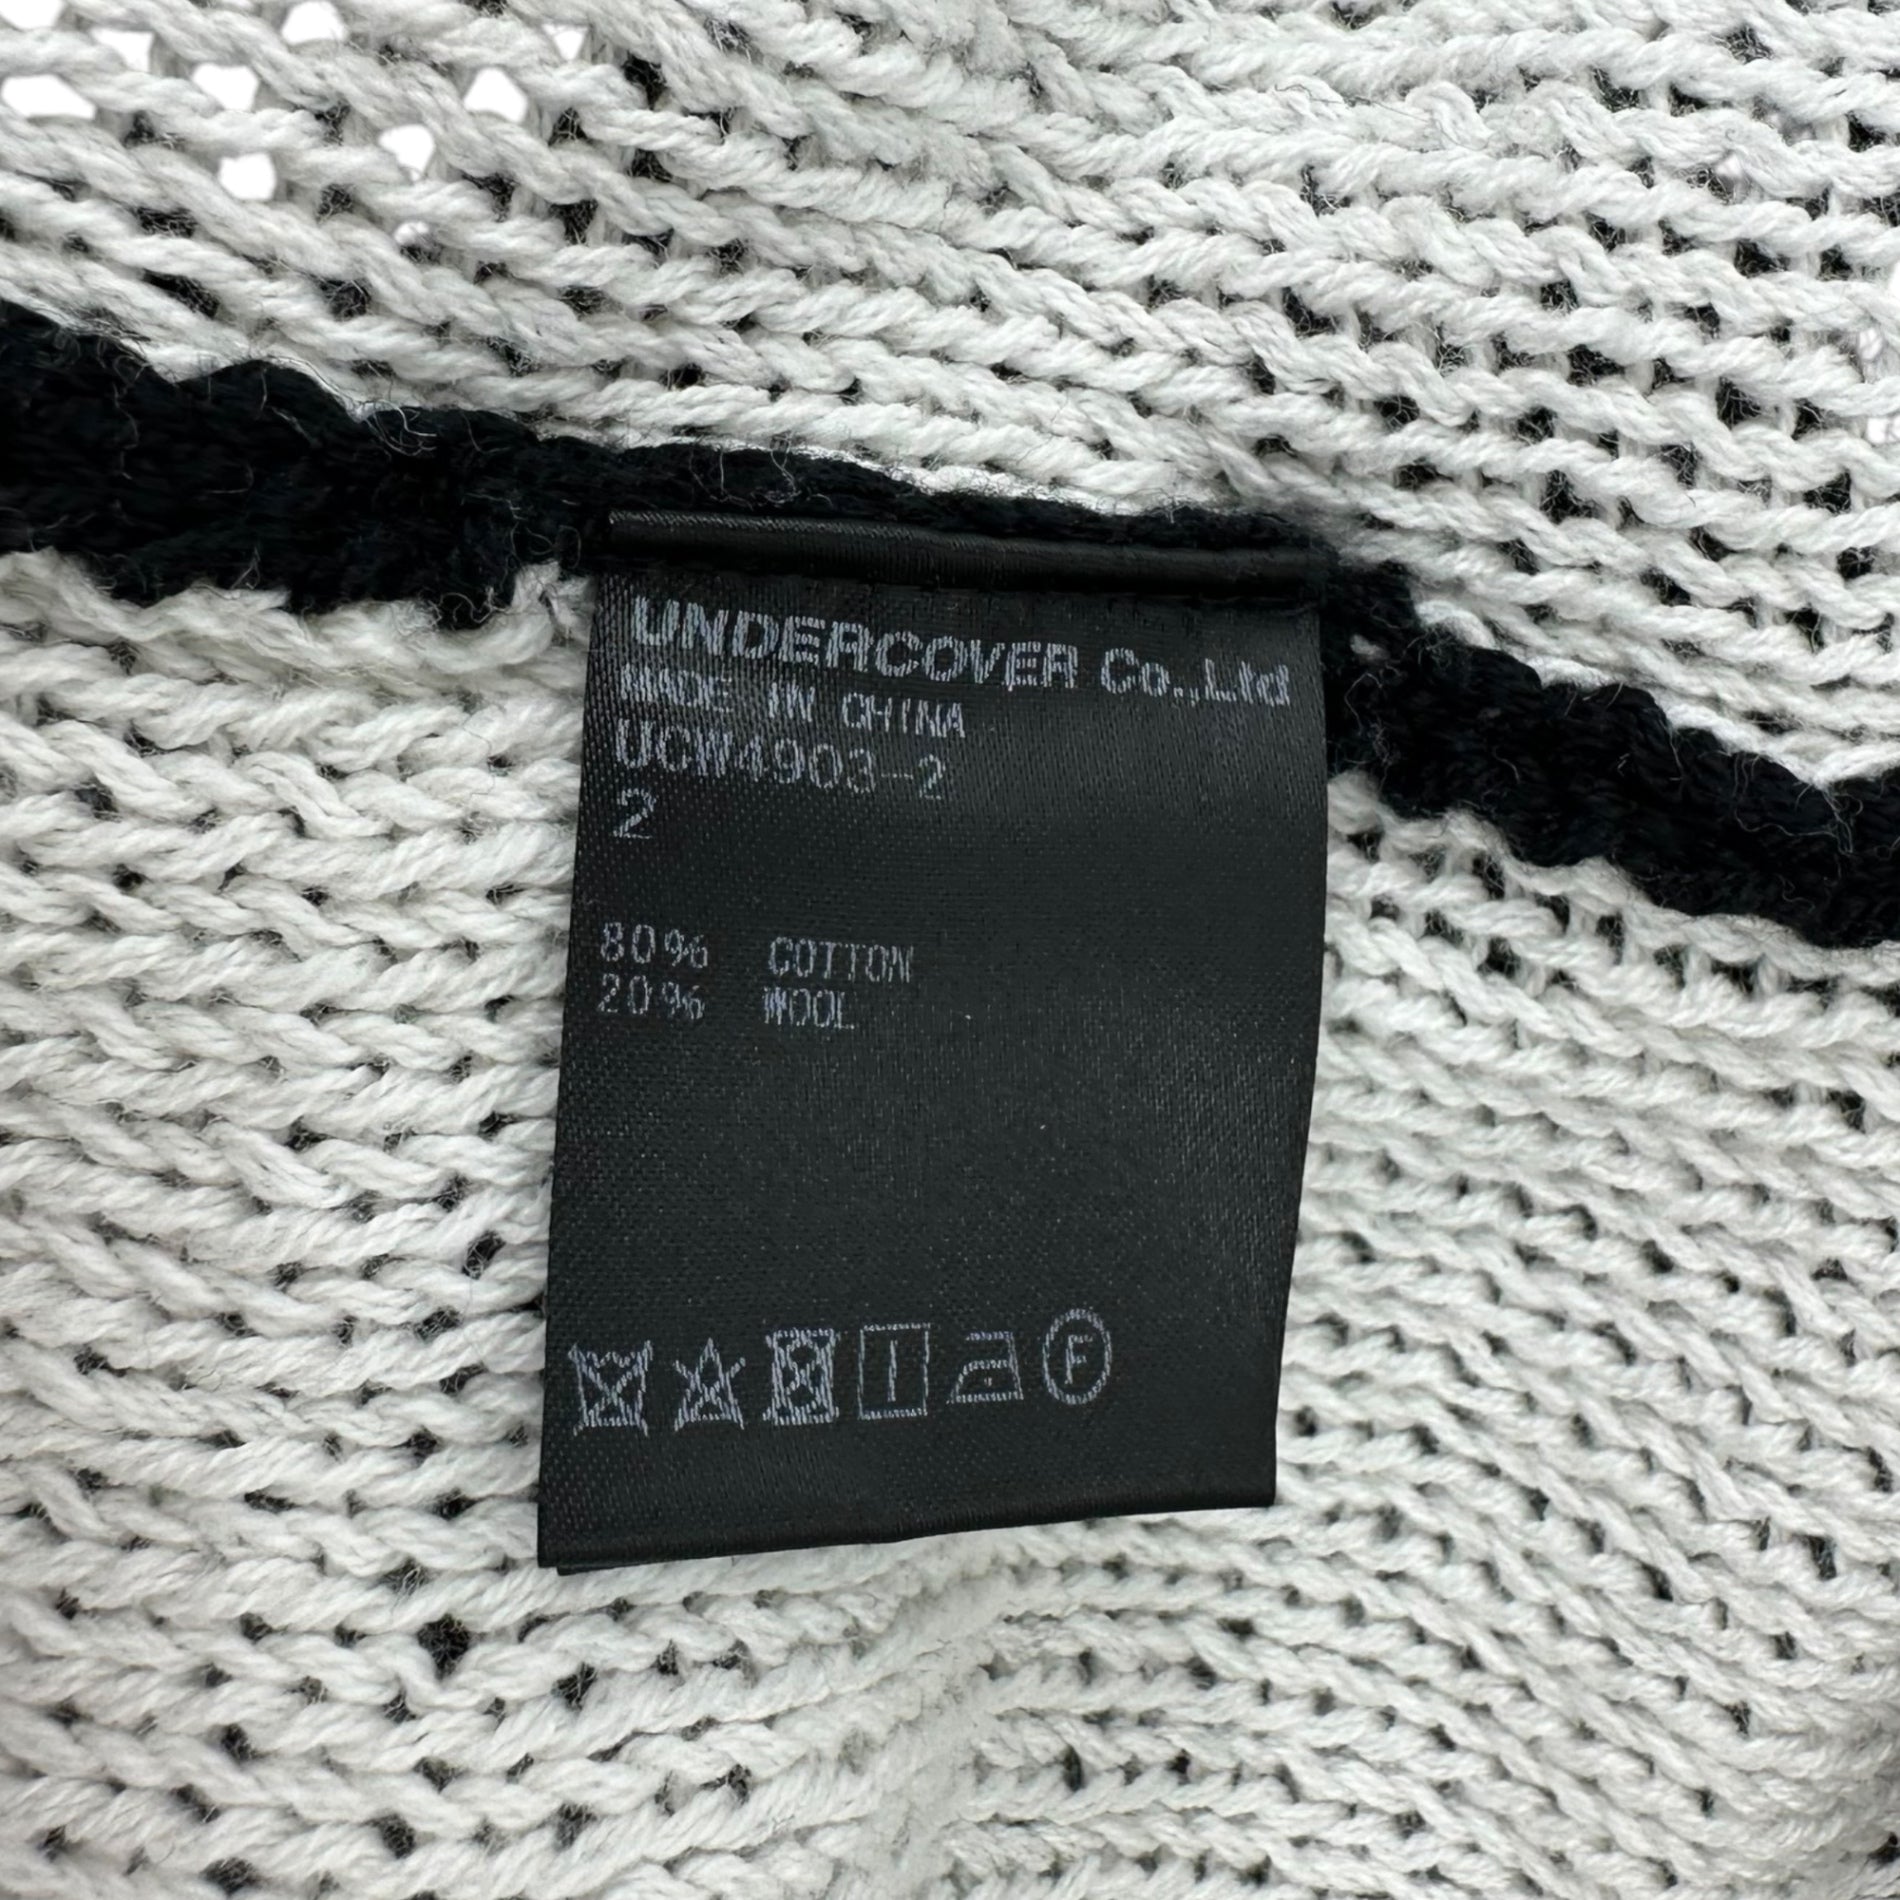 UNDERCOVER Co.,Ltd
MADE IN CHINA
UCW4903-2
2
80% COTTON
20% WOOL
F